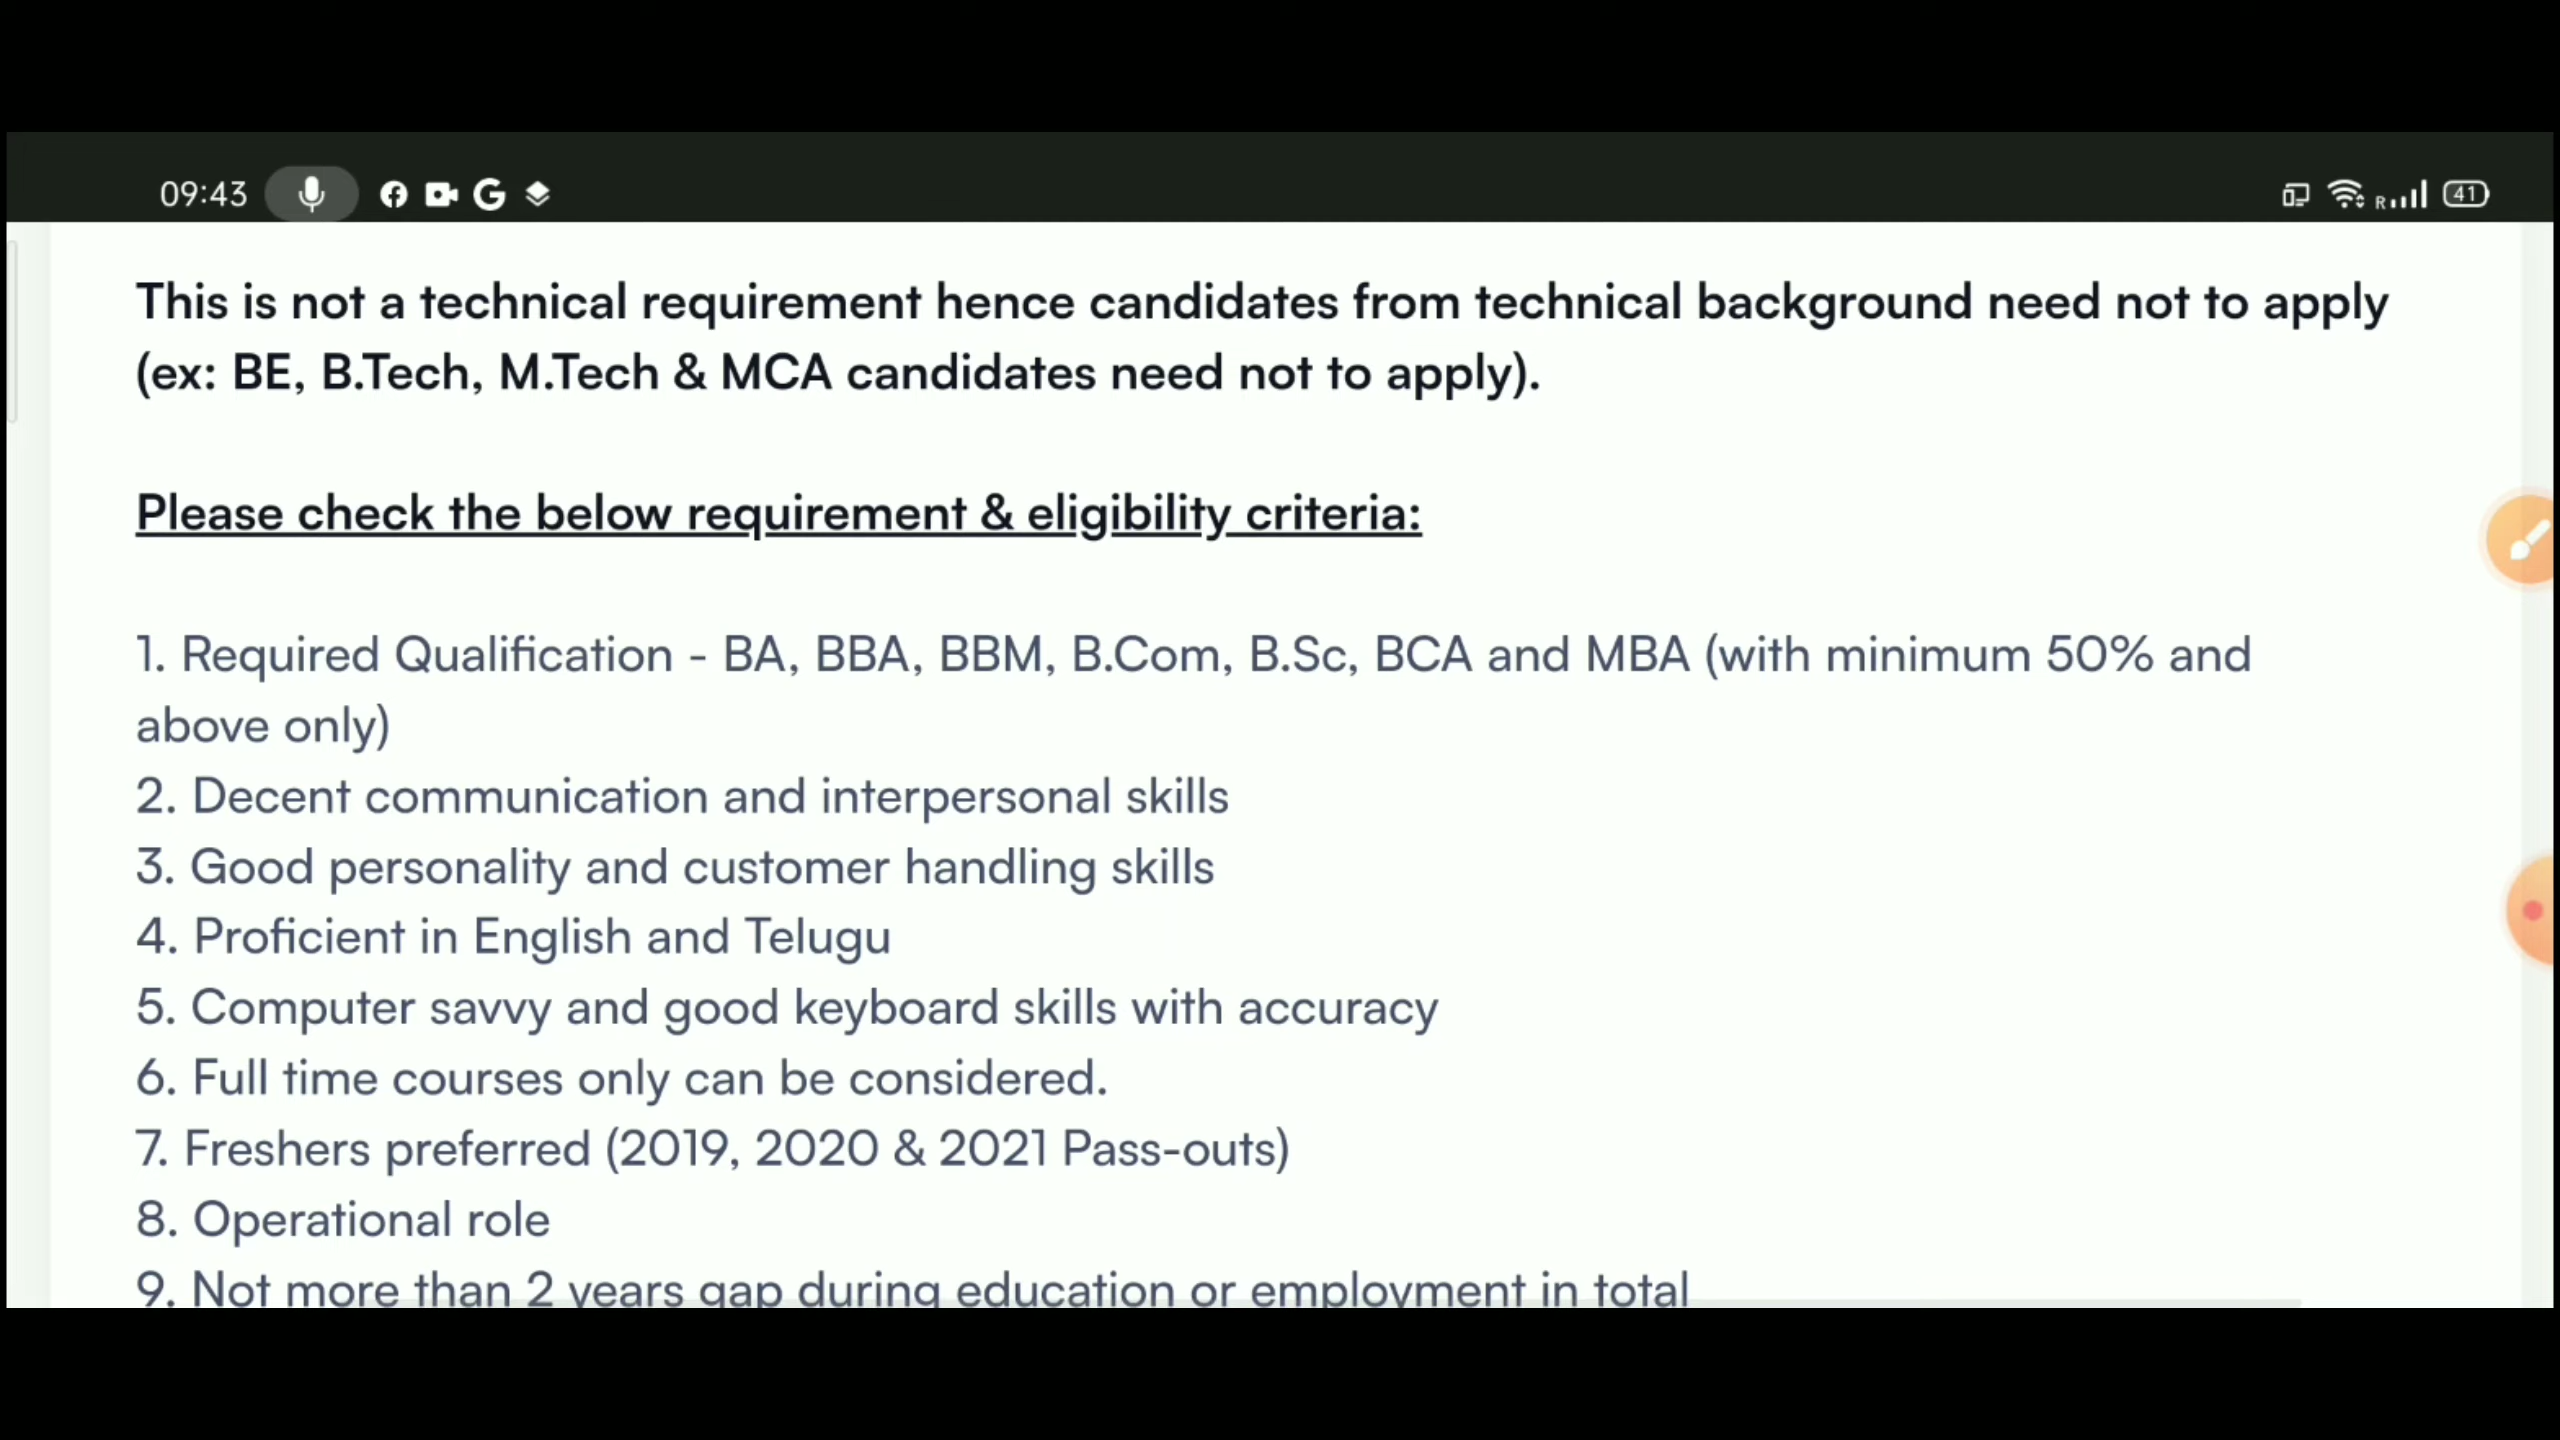 09:43
R 41
This is not a technical requirement hence candidates from technical background need not to apply
(ex: BE, B.Tech, M.Tech & MCA candidates need not to apply).
Please check the below requirement & eligibility criteria:
1. Required Qualification - BA, BBA, BBM, B.Com, B.Sc, BCA and MBA (with minimum 50% and
above only)
2. Decent communication and interpersonal skills
3. Good personality and customer handling skills
4. Proficient in English and Telugu
5. Computer savvy and good keyboard skills with accuracy
6. Full time courses only can be considered.
7. Freshers preferred (2019, 2020 & 2021 Pass-outs)
8. Operational role
9. Not more than 2 years gap during education or employment in total